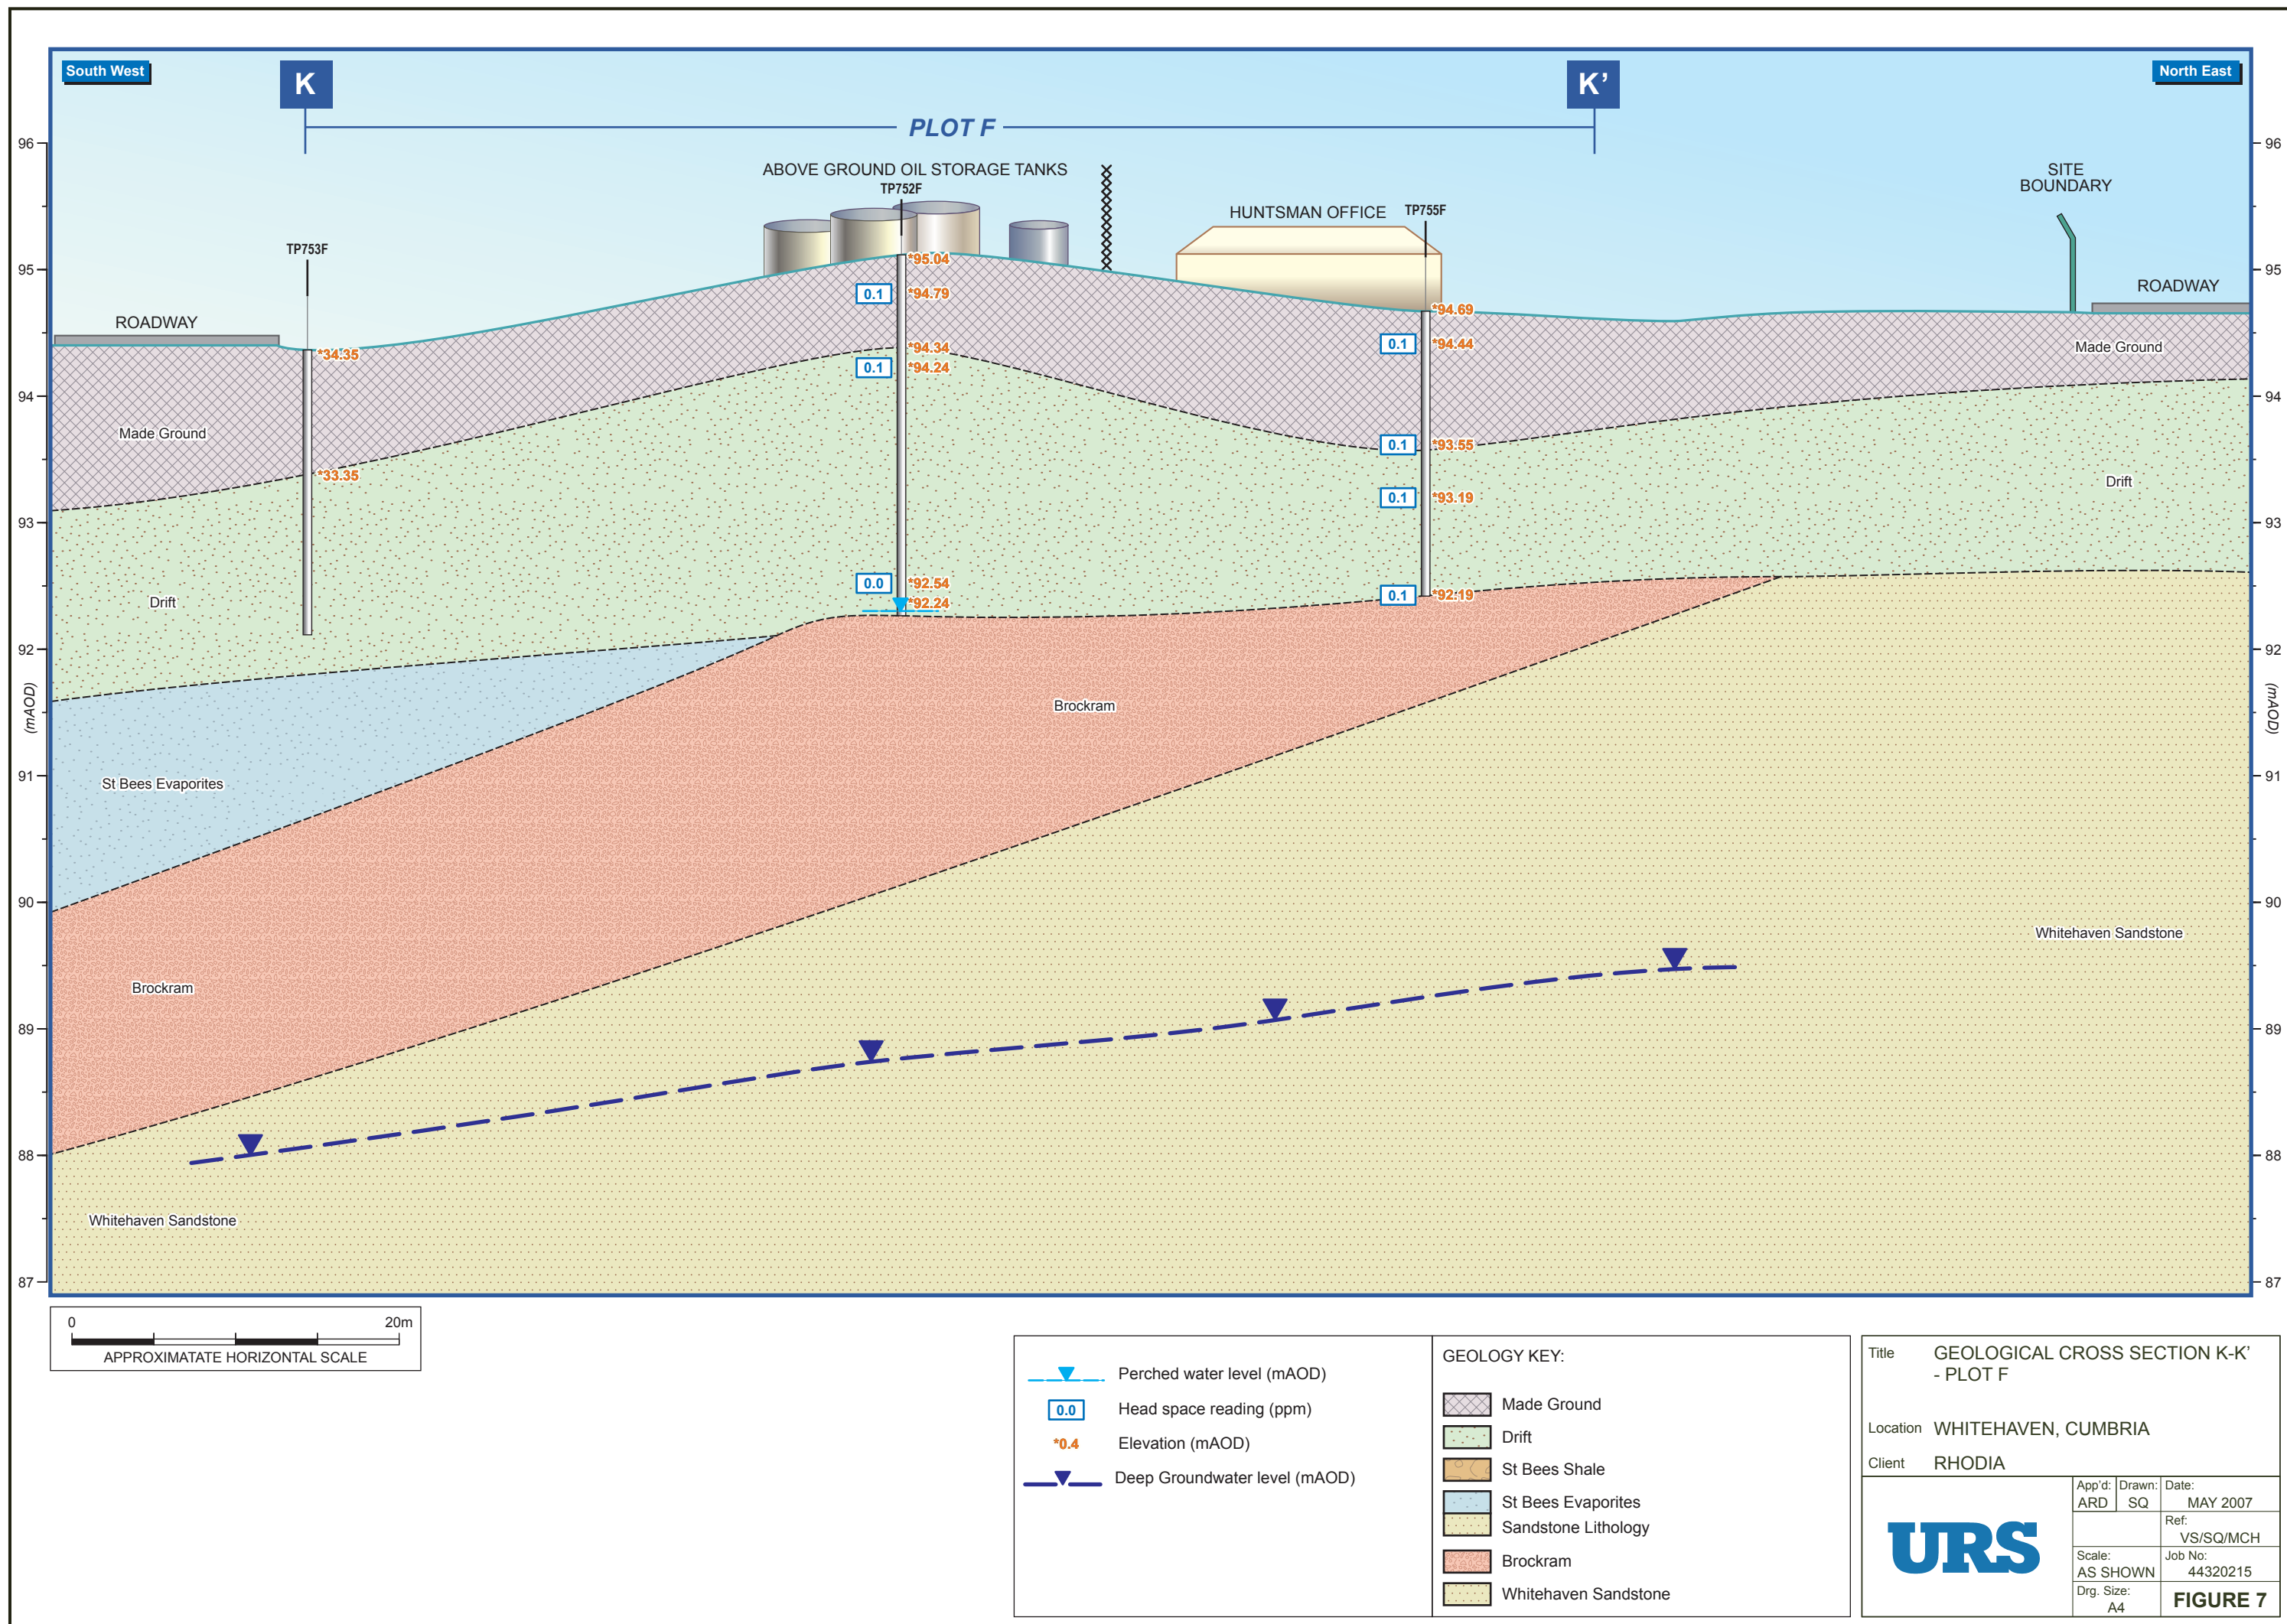 South West
K
K’
North East
PLOT F
96
96
ABOVE GROUND OIL STORAGE TANKS
SITE
BOUNDARY
TP752F
HUNTSMAN OFFICE
TP755F
TP753F
*95.04
95
95
ROADWAY
0.1
*94.79
ROADWAY
*94.69
*34.35
*94.34
0.1
*94.44
Made Ground
0.1
*94.24
94
94
Made Ground
0.1
*93.55
*33.35
Drift
0.1
*93.19
93
93
0.0
*92.54
Drift
*92.24
0.1
*92.19
92
92
(mAOD)
(mAOD)
Brockram
St Bees Evaporites
91
91
90
90
Whitehaven Sandstone
Brockram
89
89
88
88
Whitehaven Sandstone
87
87
0
20m
APPROXIMATATE HORIZONTAL SCALE
Perched water level (mAOD)
0.0
Head space reading (ppm)
*0.4
Elevation (mAOD)
Deep Groundwater level (mAOD)
GEOLOGY KEY:
Made Ground
Drift
St Bees Shale
St Bees Evaporites
Sandstone Lithology
Brockram
Whitehaven Sandstone
Title
GEOLOGICAL CROSS SECTION K-K’
- PLOT F
Location
WHITEHAVEN, CUMBRIA
Client
RHODIA
URS
App’d:
ARD
Drawn:
SQ
Date:
MAY 2007
Ref:
VS/SQ/MCH
Scale:
AS SHOWN
Job No:
44320215
Drg. Size:
A4
FIGURE 7